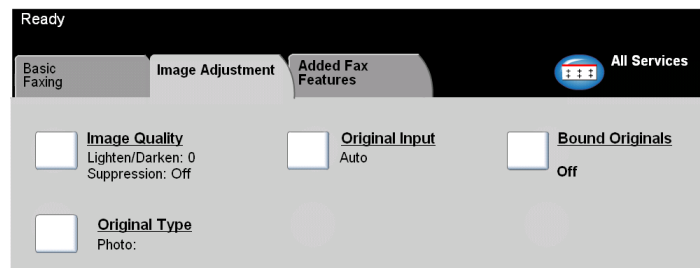 Ready
Basic
Faxing
Image Adjustment
Added Fax
Features
All Services
Image Quality
Lighten/Darken: 0
Suppression: Off
Original Input
Auto
Bound Originals
Off
Original Type
Photo: